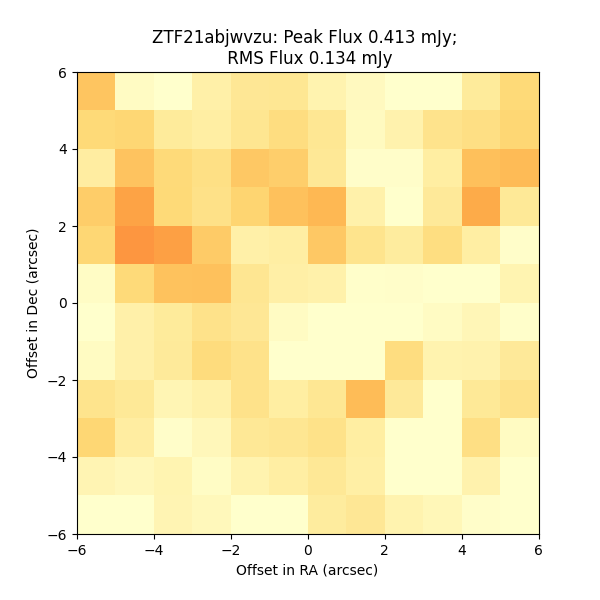 ZTF21abjwvzu: Peak Flux 0.413 mJy;
RMS Flux 0.134 mJy
6
4
2
0
−2
−4
−6
Offset in Dec (arcsec)
−6 −4 −2 0 2 4 6
Offset in RA (arcsec)